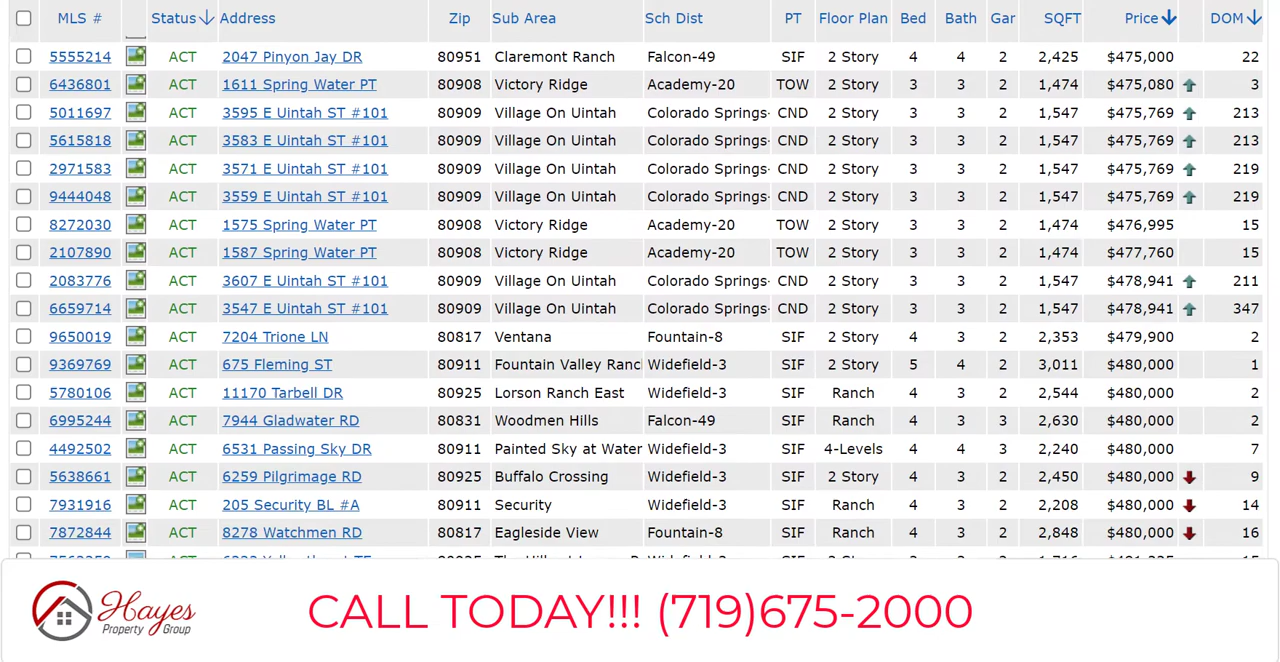 MLS # Status Address Zip Sub Area Sch Dist PT Floor Plan Bed Bath Gar SQFT Price DOM
5555214 ACT 2047 Pinyon Jay DR 80951 Claremont Ranch Falcon-49 SIF 2 Story 4 4 2 2,425 $475,000 22
6436801 ACT 1611 Spring Water PT 80908 Victory Ridge Academy-20 TOW 2 Story 3 3 2 1,474 $475,080 3
5011697 ACT 3595 E Uintah ST #101 80909 Village On Uintah Colorado Springs- CND 2 Story 3 3 2 1,547 $475,769 213
5615818 ACT 3583 E Uintah ST #101 80909 Village On Uintah Colorado Springs- CND 2 Story 3 3 2 1,547 $475,769 213
2971583 ACT 3571 E Uintah ST #101 80909 Village On Uintah Colorado Springs- CND 2 Story 3 3 2 1,547 $475,769 219
9444048 ACT 3559 E Uintah ST #101 80909 Village On Uintah Colorado Springs- CND 2 Story 3 3 2 1,547 $475,769 219
8272030 ACT 1575 Spring Water PT 80908 Victory Ridge Academy-20 TOW 2 Story 3 3 2 1,474 $476,995 15
2107890 ACT 1587 Spring Water PT 80908 Victory Ridge Academy-20 TOW 2 Story 3 3 2 1,474 $477,760 15
2083776 ACT 3607 E Uintah ST #101 80909 Village On Uintah Colorado Springs- CND 2 Story 3 3 2 1,547 $478,941 211
6659714 ACT 3547 E Uintah ST #101 80909 Village On Uintah Colorado Springs- CND 2 Story 3 3 2 1,547 $478,941 347
9650019 ACT 7204 Trione LN 80817 Ventana Fountain-8 SIF 2 Story 4 3 2 2,353 $479,900 2
9369769 ACT 675 Fleming ST 80911 Fountain Valley Ranc Widefield-3 SIF 2 Story 5 4 2 3,011 $480,000 1
5780106 ACT 11170 Tarbell DR 80925 Lorson Ranch East Widefield-3 SIF Ranch 4 3 2 2,544 $480,000 2
6995244 ACT 7944 Gladwater RD 80831 Woodmen Hills Falcon-49 SIF Ranch 4 3 3 2,630 $480,000 2
4492502 ACT 6531 Passing Sky DR 80911 Painted Sky at Water Widefield-3 SIF 4-Levels 4 4 3 2,240 $480,000 7
5638661 ACT 6259 Pilgrimage RD 80925 Buffalo Crossing Widefield-3 SIF 2 Story 4 3 2 2,450 $480,000 9
7931916 ACT 205 Security BL #A 80911 Security Widefield-3 SIF Ranch 4 3 2 2,208 $480,000 14
7872844 ACT 8278 Watchmen RD 80817 Eagleside View Fountain-8 SIF Ranch 4 3 2 2,848 $480,000 16
Hayes
Property Group
CALL TODAY!!! (719)675-2000